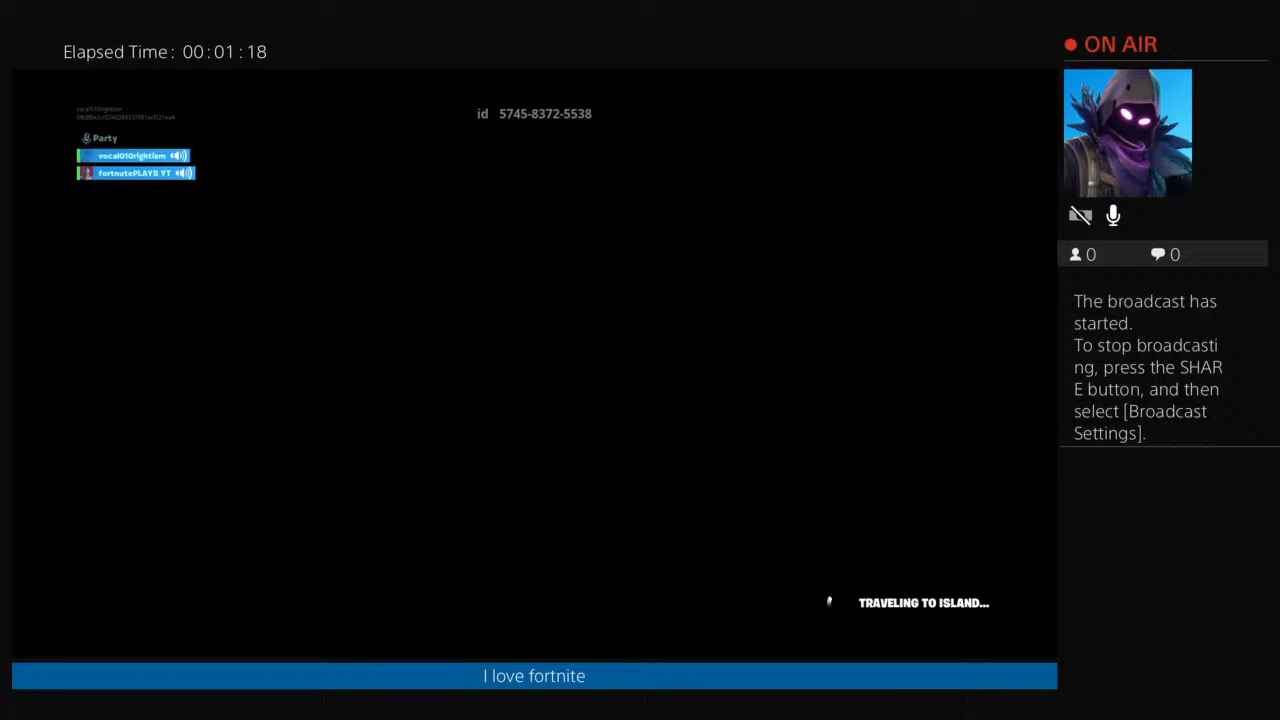 Elapsed Time: 00:01:18
ON AIR
vocal010rightism
id 5745-8372-5538
Party
vocal010rightism
fortnutePLAYS YT
0
0
The broadcast has
started.
To stop broadcasti
ng, press the SHAR
E button, and then
select [Broadcast
Settings].
TRAVELING TO ISLAND...
I love fortnite